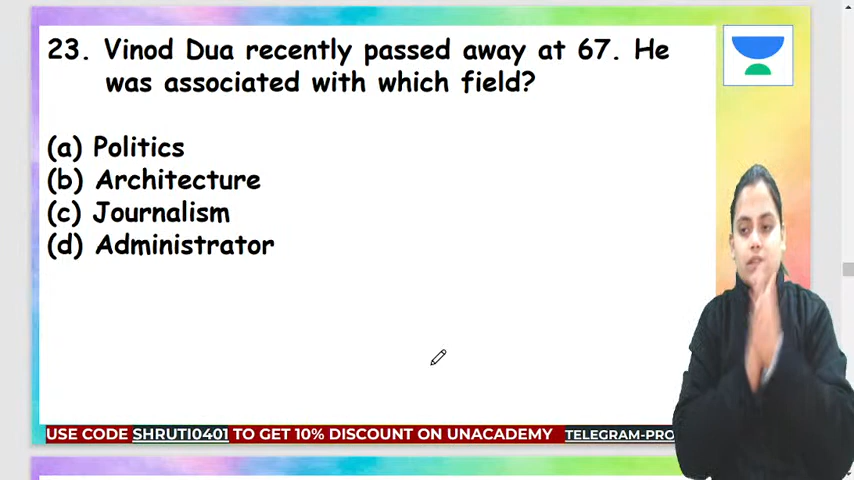 23. Vinod Dua recently passed away at 67. He
was associated with which field?
(a) Politics
(b) Architecture
(c) Journalism
(d) Administrator
USE CODE SHRUTI0401 TO GET 10% DISCOUNT ON UNACADEMY TELEGRAM-PRO